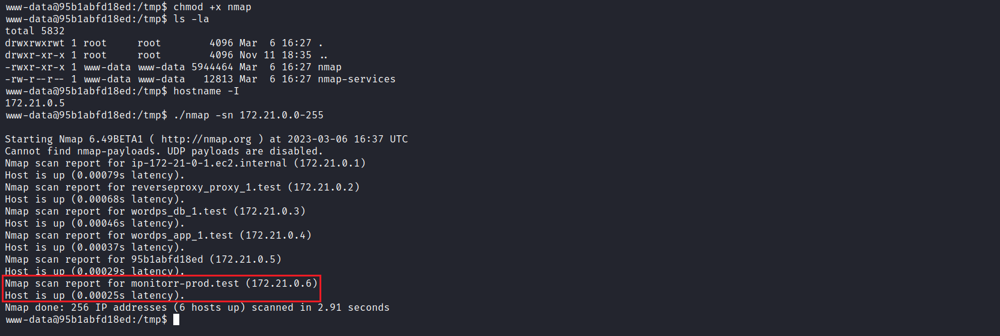 www-data@95b1abfd18ed:/tmp$ chmod +x nmap
www-data@95b1abfd18ed:/tmp$ ls -la
total 5832
drwxrwxrwt 1 root     root        4096 Mar  6 16:27 .
drwxr-xr-x 1 root     root        4096 Nov 11 18:35 ..
-rwxr-xr-x 1 www-data www-data 5944464 Mar  6 16:27 nmap
-rw-r--r-- 1 www-data www-data   12813 Mar  6 16:27 nmap-services
www-data@95b1abfd18ed:/tmp$ hostname -I
172.21.0.5
www-data@95b1abfd18ed:/tmp$ ./nmap -sn 172.21.0.0-255
Starting Nmap 6.49BETA1 ( http://nmap.org ) at 2023-03-06 16:37 UTC
Cannot find nmap-payloads. UDP payloads are disabled.
Nmap scan report for ip-172-21-0-1.ec2.internal (172.21.0.1)
Host is up (0.00079s latency).
Nmap scan report for reverseproxy_proxy_1.test (172.21.0.2)
Host is up (0.00068s latency).
Nmap scan report for wordps_db_1.test (172.21.0.3)
Host is up (0.00046s latency).
Nmap scan report for wordps_app_1.test (172.21.0.4)
Host is up (0.00037s latency).
Nmap scan report for 95b1abfd18ed (172.21.0.5)
Host is up (0.00029s latency).
Nmap scan report for monitorr-prod.test (172.21.0.6)
Host is up (0.00025s latency).
Nmap done: 256 IP addresses (6 hosts up) scanned in 2.91 seconds
www-data@95b1abfd18ed:/tmp$